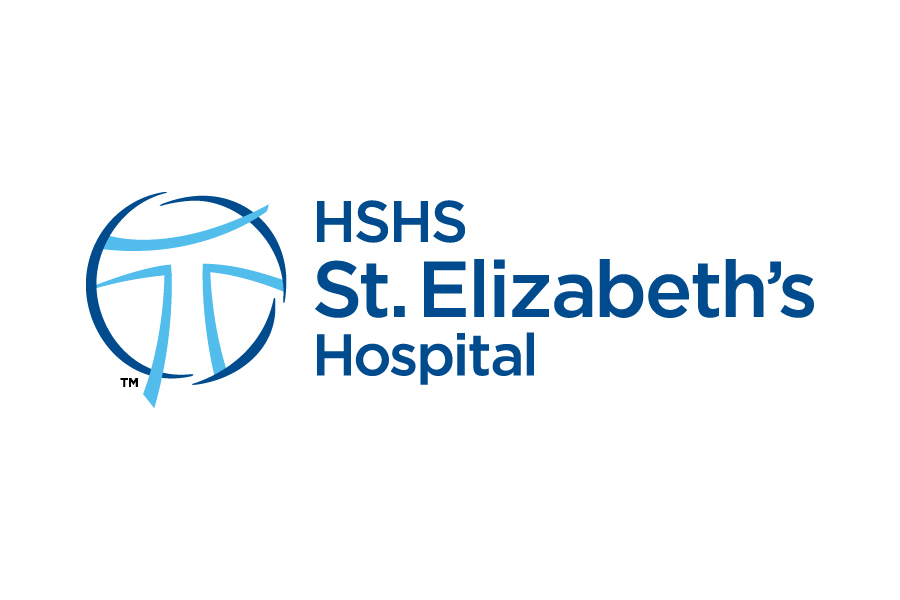 HSHS
St. Elizabeth’s
Hospital
TM